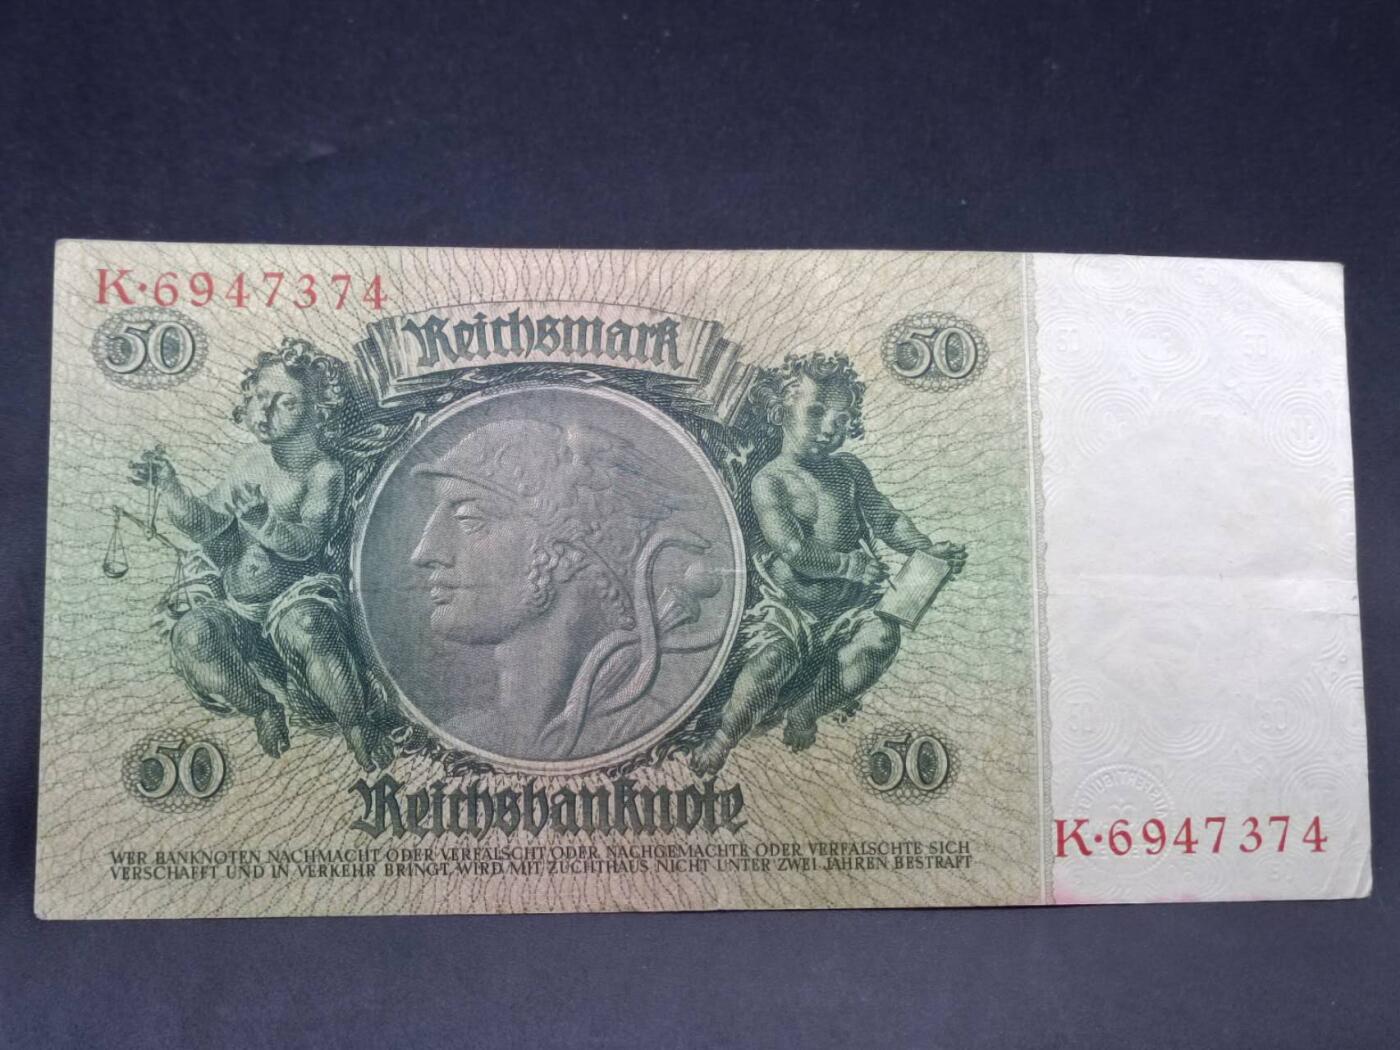 K·6947374
50
Reichsmark
50
50
50
Reichsbanknote
WER BANKNOTEN NACHMACHT ODER VERFÄLSCHT ODER NACHGEMACHTE ODER VERFÄLSCHTE SICH
VERSCHAFFT UND IN VERKEHR BRINGT, WIRD MIT ZUCHTHAUS NICHT UNTER ZWEI JAHREN BESTRAFT
K·6947374